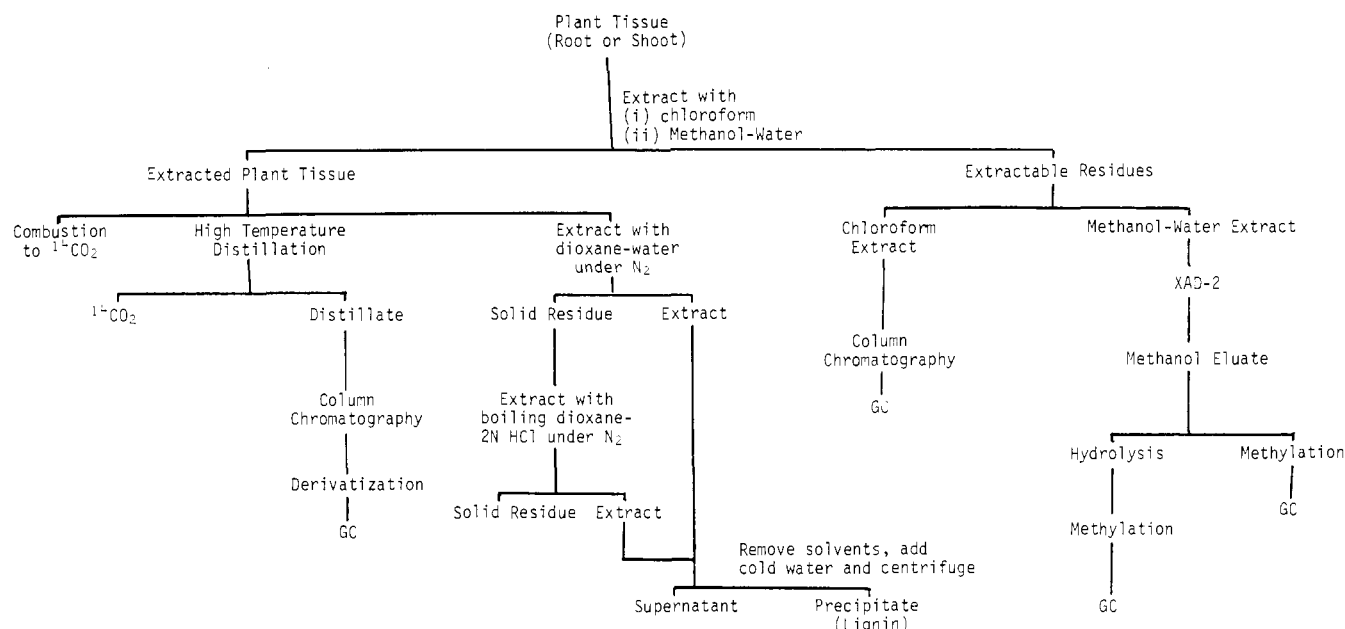 Plant Tissue
(Root or Shoot)
Extract with
(i) chloroform
(ii) Methanol-Water
Extracted Plant Tissue
Extractable Residues
Combustion
to ¹⁴CO₂
High Temperature
Distillation
Extract with
dioxane-water
under N₂
Chloroform
Extract
Methanol-Water Extract
XAD-2
¹⁴CO₂
Distillate
Solid Residue
Extract
Column
Chromatography
Methanol Eluate
Column
Chromatography
Extract with
boiling dioxane-
2N HCl under N₂
GC
Hydrolysis
Methylation
Derivatization
Solid Residue
Extract
GC
GC
Methylation
Remove solvents, add
cold water and centrifuge
Supernatant
Precipitate
(Lignin)
GC